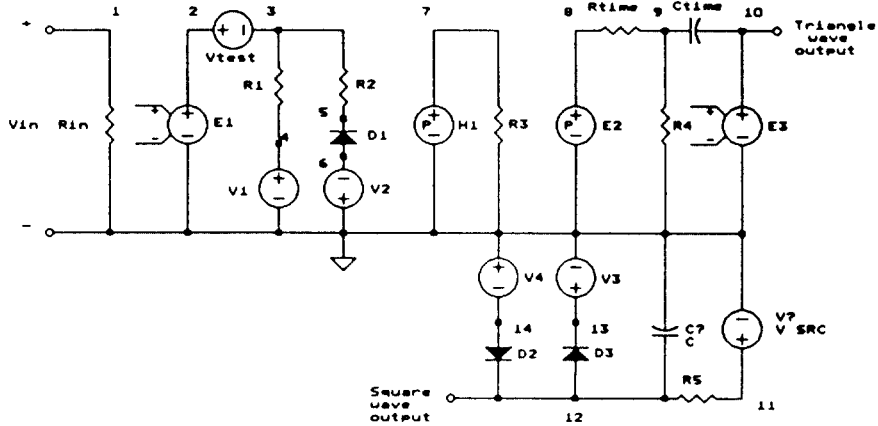 1 2 3 7 8 Rtime 9 Ctime 10
+ + - Triangle
wave
output
Vtest
R1 R2
5
+ + + P + +
Vin Rin E1 D1 P H1 R3 P E2 R4 E3
- - 4 - - -
6
+ V1 - - V2 +
-
+ V4 - - V3 +
- V? +
V SRC
14 13 C?
C
D2 D3
R5
Square
wave
output
12 11